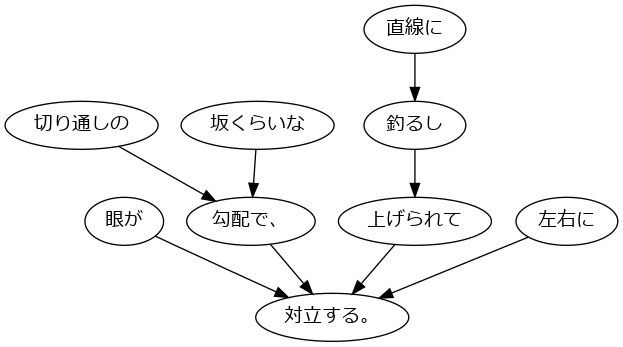 直線に
切り通しの
坂くらいな
釣るし
眼が
勾配で、
上げられて
左右に
対立する。